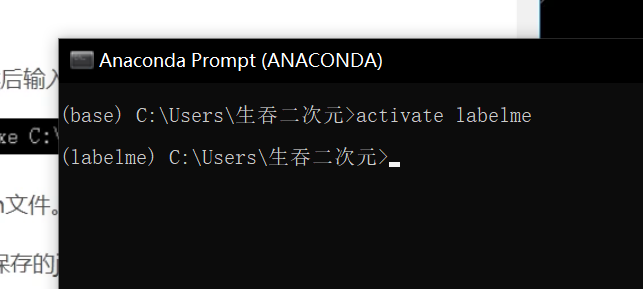 Anaconda Prompt (ANACONDA)
后输入
(base) C:\Users\生吞二次元>activate labelme
xe C:\
(labelme) C:\Users\生吞二次元>
文件。
保存的j